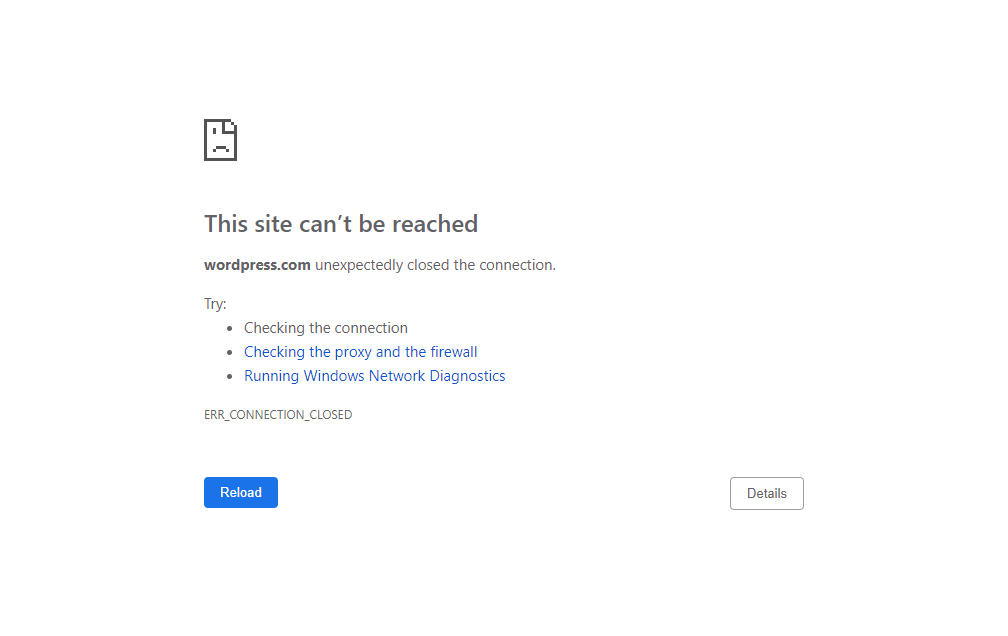 This site can’t be reached
wordpress.com unexpectedly closed the connection.
Try:
• Checking the connection
• Checking the proxy and the firewall
• Running Windows Network Diagnostics
ERR_CONNECTION_CLOSED
Reload
Details